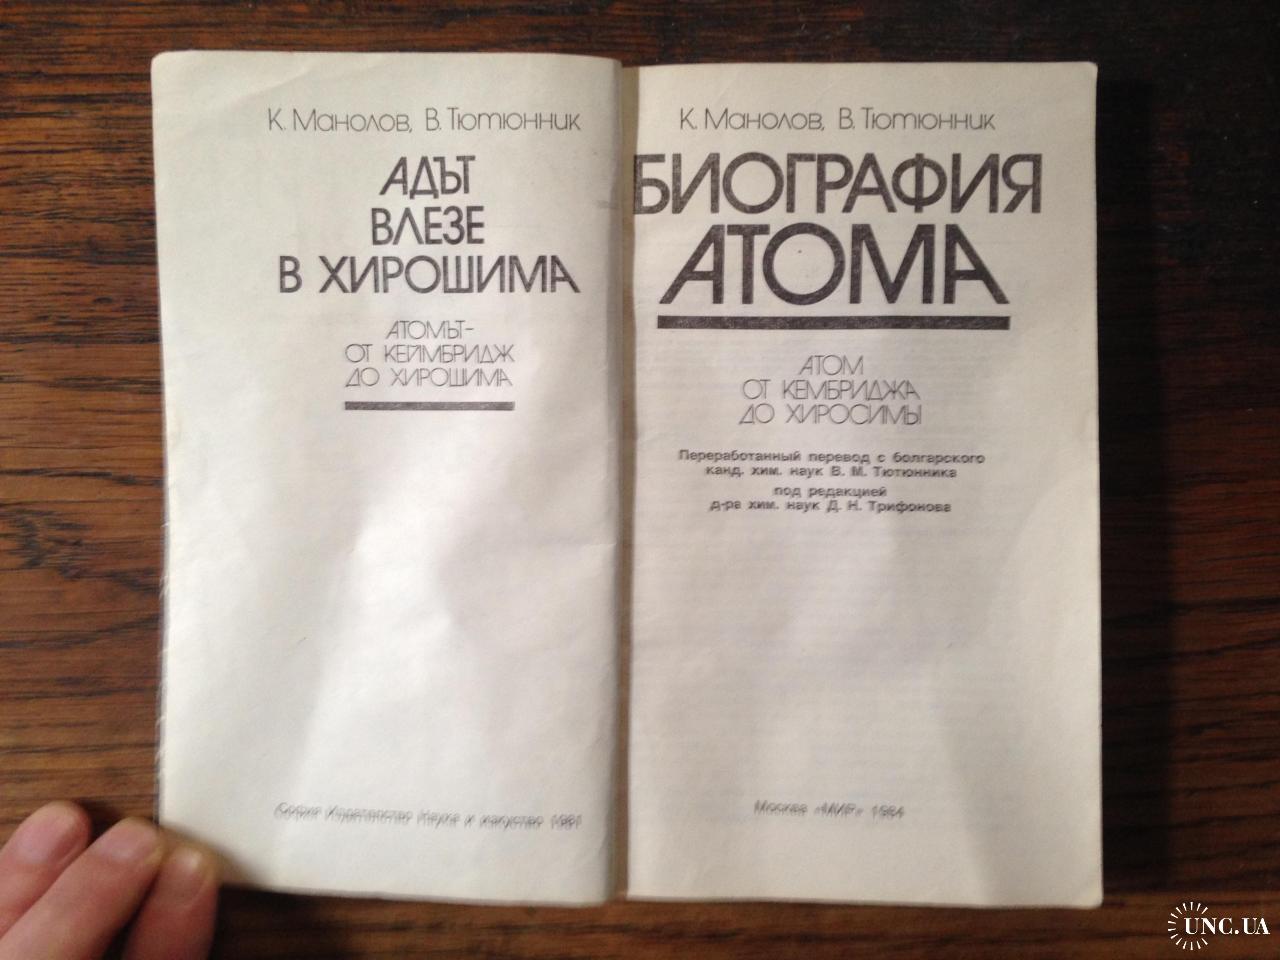 К. Манолов, В. Тютюнник
АДЪТ
ВЛЕЗЕ
В ХИРОШИМА
АТОМЪТ-
ОТ КЕЙМБРИДЖ
ДО ХИРОШИМА
София Издателство Наука и изкуство 1981
К. Манолов, В. Тютюнник
БИОГРАФИЯ
АТОМА
АТОМ
ОТ КЕМБРИДЖА
ДО ХИРОСИМЫ
Переработанный перевод с болгарского
канд. хим. наук В. М. Тютюнника
под редакцией
д-ра хим. наук Д. Н. Трифонова
Москва «МИР» 1984
UNC.UA